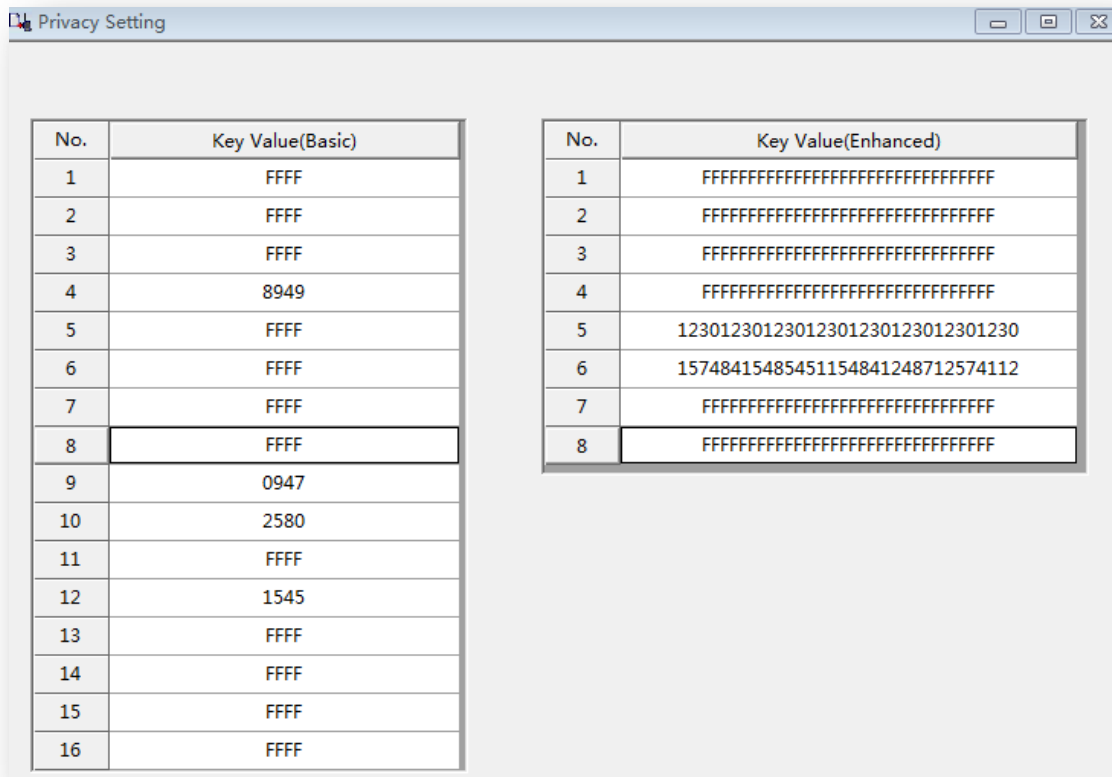 Privacy Setting
No. Key Value(Basic)
1 FFFF
2 FFFF
3 FFFF
4 8949
5 FFFF
6 FFFF
7 FFFF
8 FFFF
9 0947
10 2580
11 FFFF
12 1545
13 FFFF
14 FFFF
15 FFFF
16 FFFF
No. Key Value(Enhanced)
1 FFFFFFFFFFFFFFFFFFFFFFFFFFFFFFFF
2 FFFFFFFFFFFFFFFFFFFFFFFFFFFFFFFF
3 FFFFFFFFFFFFFFFFFFFFFFFFFFFFFFFF
4 FFFFFFFFFFFFFFFFFFFFFFFFFFFFFFFF
5 12301230123012301230123012301230
6 15748415485451154841248712574112
7 FFFFFFFFFFFFFFFFFFFFFFFFFFFFFFFF
8 FFFFFFFFFFFFFFFFFFFFFFFFFFFFFFFF